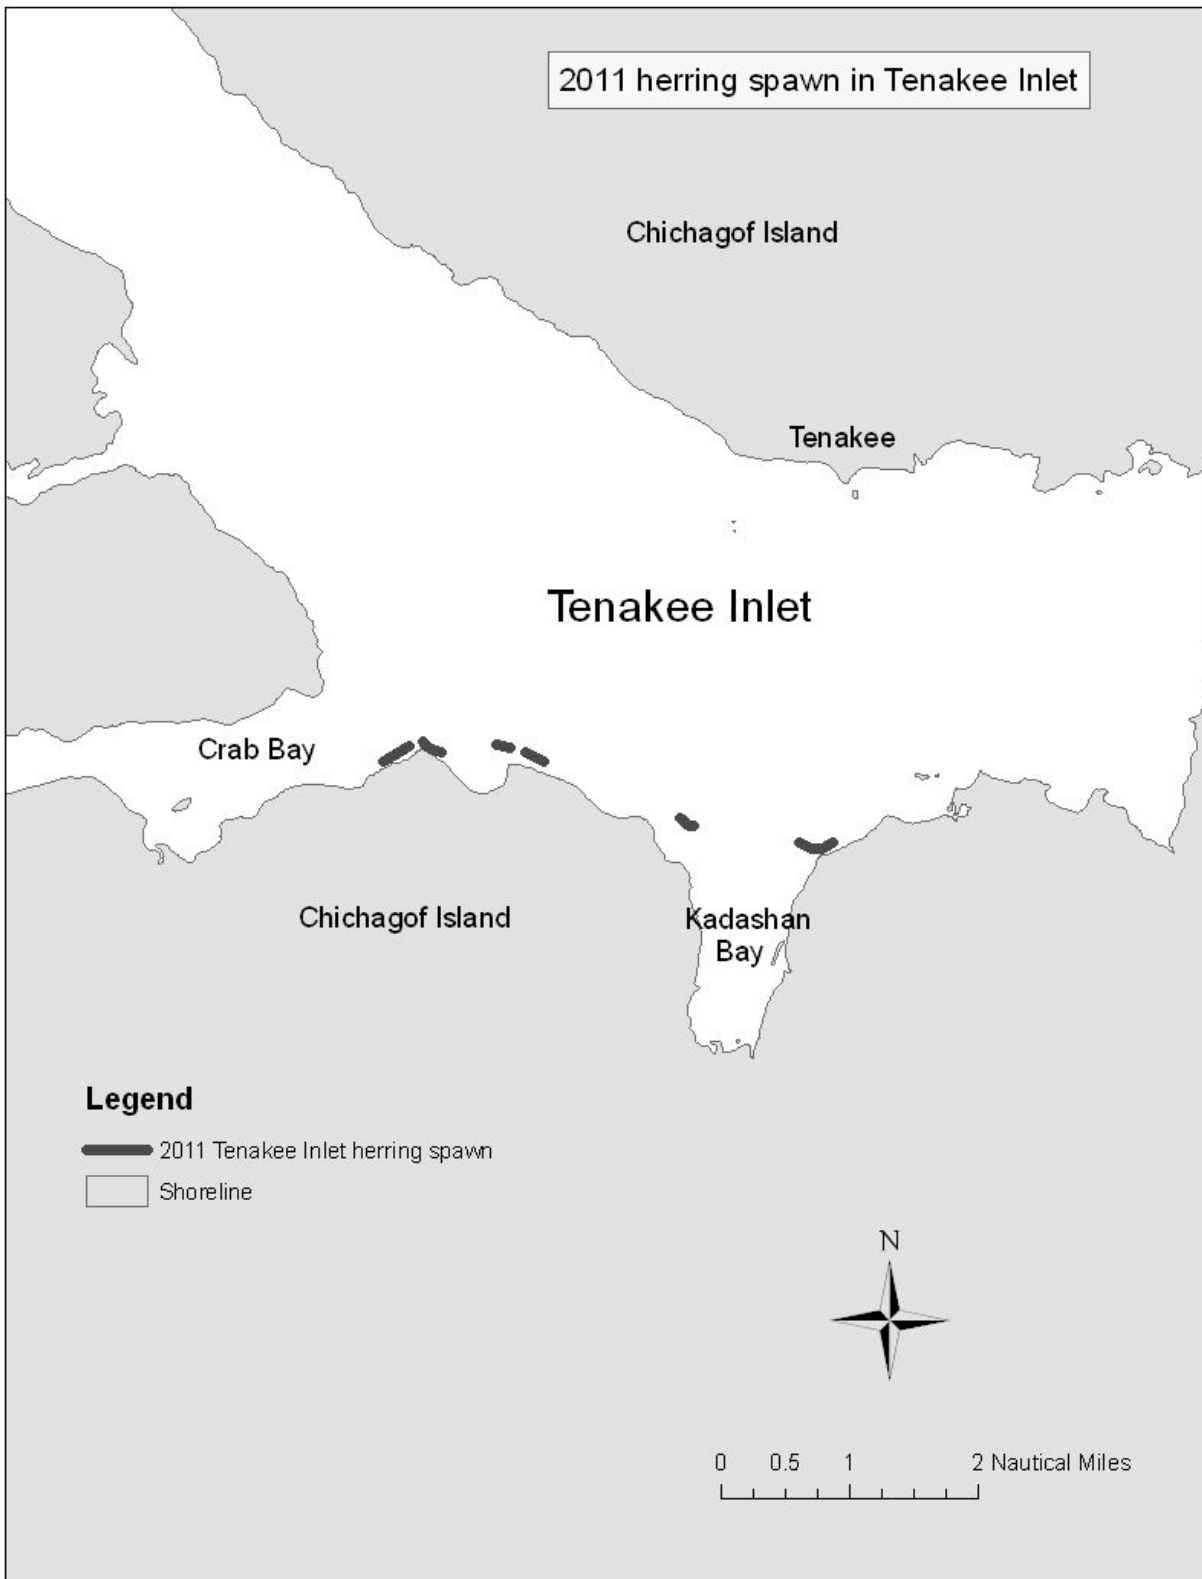 2011 herring spawn in Tenakee Inlet
Chichagof Island
Tenakee
Tenakee Inlet
Crab Bay
Chichagof Island
Kadashan
Bay
Legend
2011 Tenakee Inlet herring spawn
Shoreline
N
0 0.5 1 2 Nautical Miles